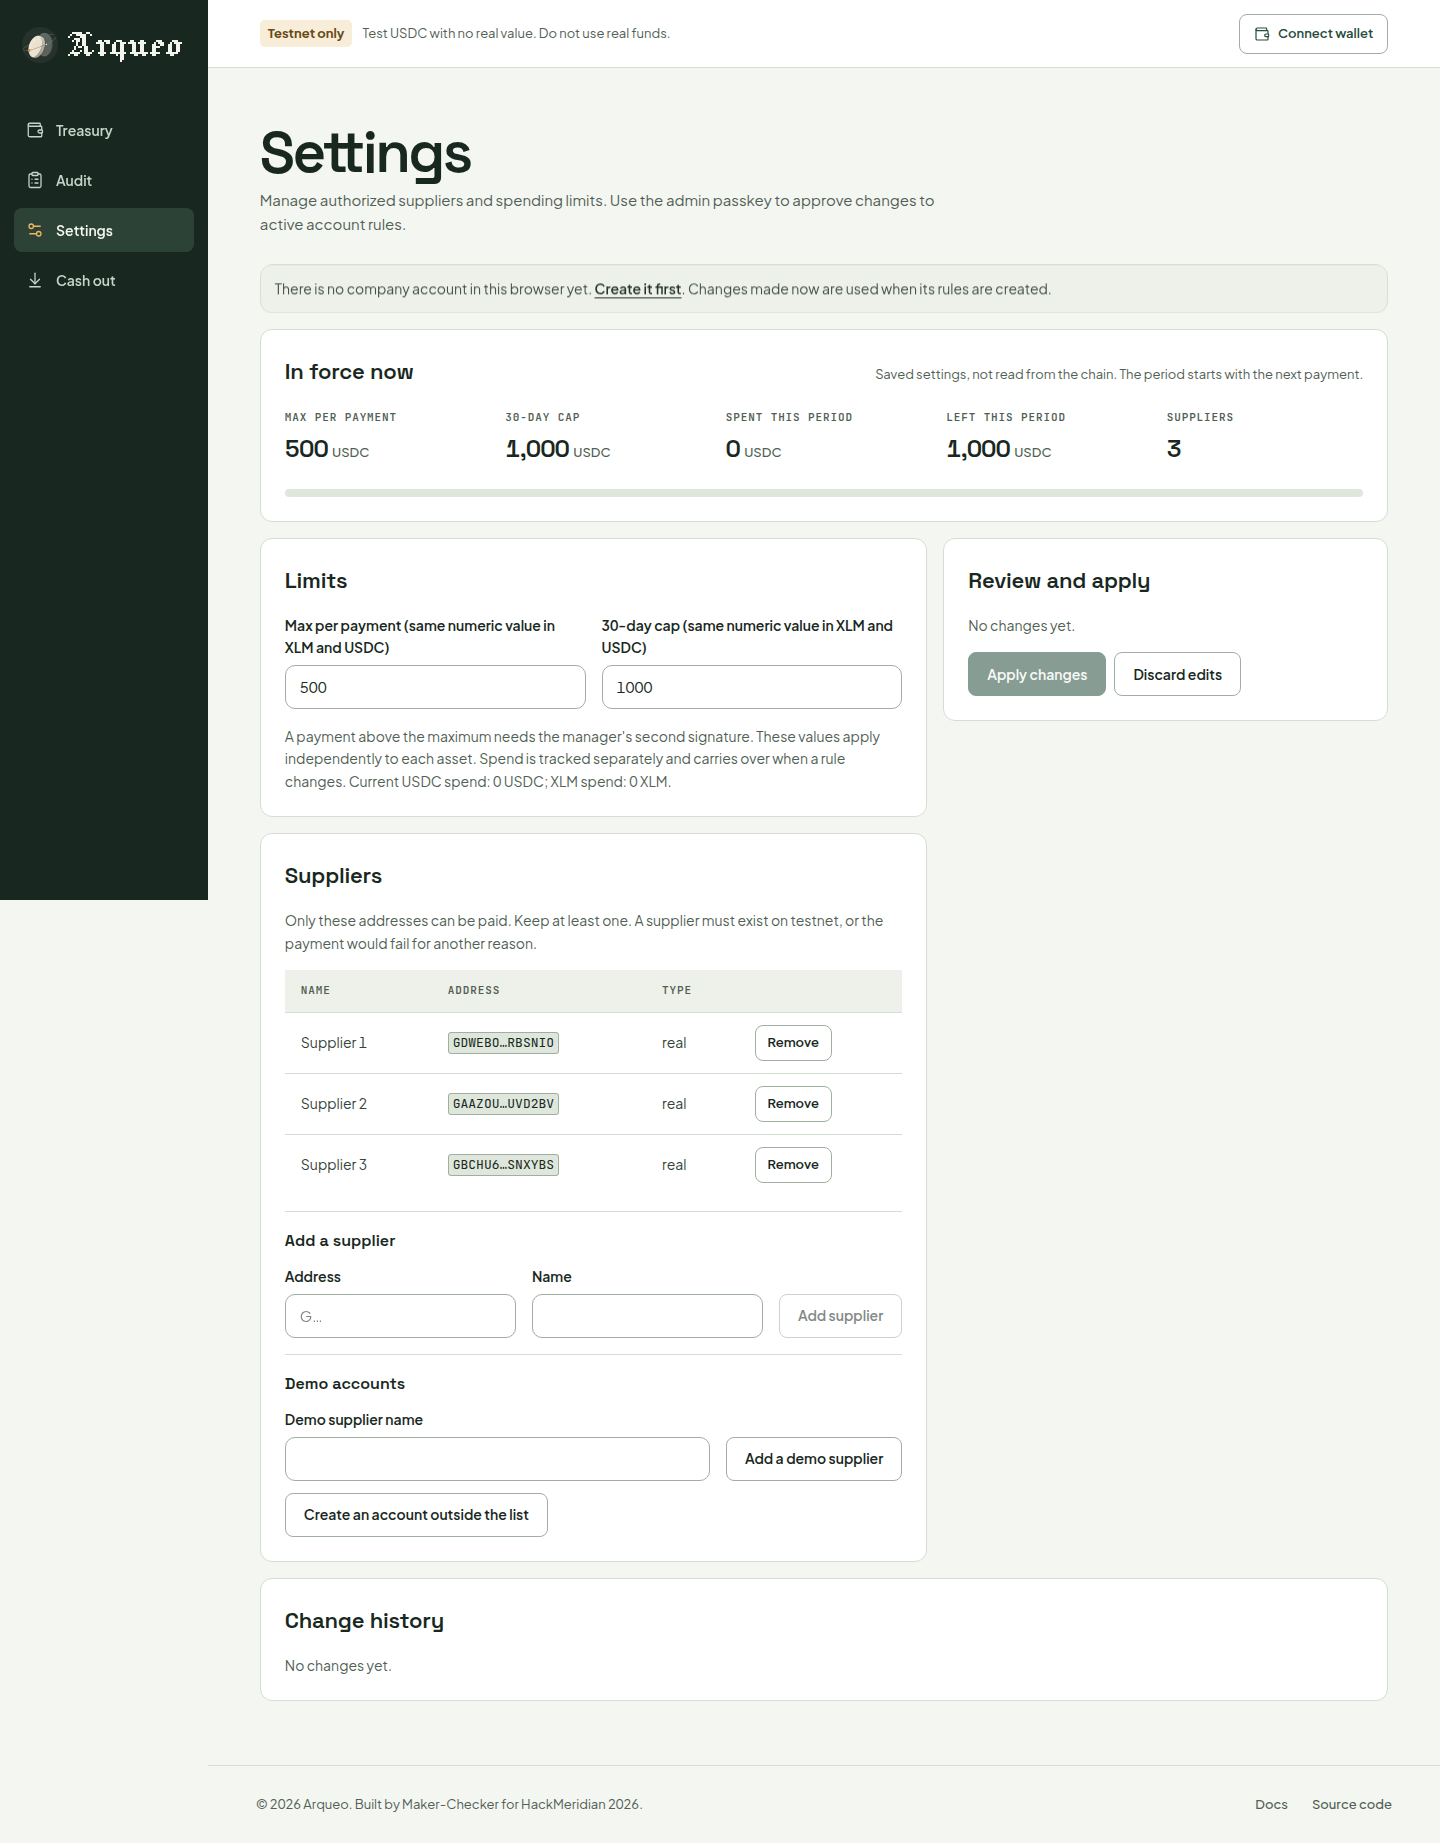 Arqueo
Testnet only
Test USDC with no real value. Do not use real funds.
Connect wallet
Treasury
Audit
Settings
Cash out
Settings
Manage authorized suppliers and spending limits. Use the admin passkey to approve changes to
active account rules.
There is no company account in this browser yet. Create it first. Changes made now are used when its rules are created.
In force now
Saved settings, not read from the chain. The period starts with the next payment.
MAX PER PAYMENT
500 USDC
30-DAY CAP
1,000 USDC
SPENT THIS PERIOD
0 USDC
LEFT THIS PERIOD
1,000 USDC
SUPPLIERS
3
Limits
Max per payment (same numeric value in
XLM and USDC)
500
30-day cap (same numeric value in XLM and
USDC)
1000
A payment above the maximum needs the manager's second signature. These values apply
independently to each asset. Spend is tracked separately and carries over when a rule
changes. Current USDC spend: 0 USDC; XLM spend: 0 XLM.
Review and apply
No changes yet.
Apply changes
Discard edits
Suppliers
Only these addresses can be paid. Keep at least one. A supplier must exist on testnet, or the
payment would fail for another reason.
NAME ADDRESS TYPE
Supplier 1 GDWEBO…RBSNIO real Remove
Supplier 2 GAAZOU…UVD2BV real Remove
Supplier 3 GBCHU6…SNXYBS real Remove
Add a supplier
Address
G…
Name
Add supplier
Demo accounts
Demo supplier name
Add a demo supplier
Create an account outside the list
Change history
No changes yet.
© 2026 Arqueo. Built by Maker-Checker for HackMeridian 2026.
Docs
Source code